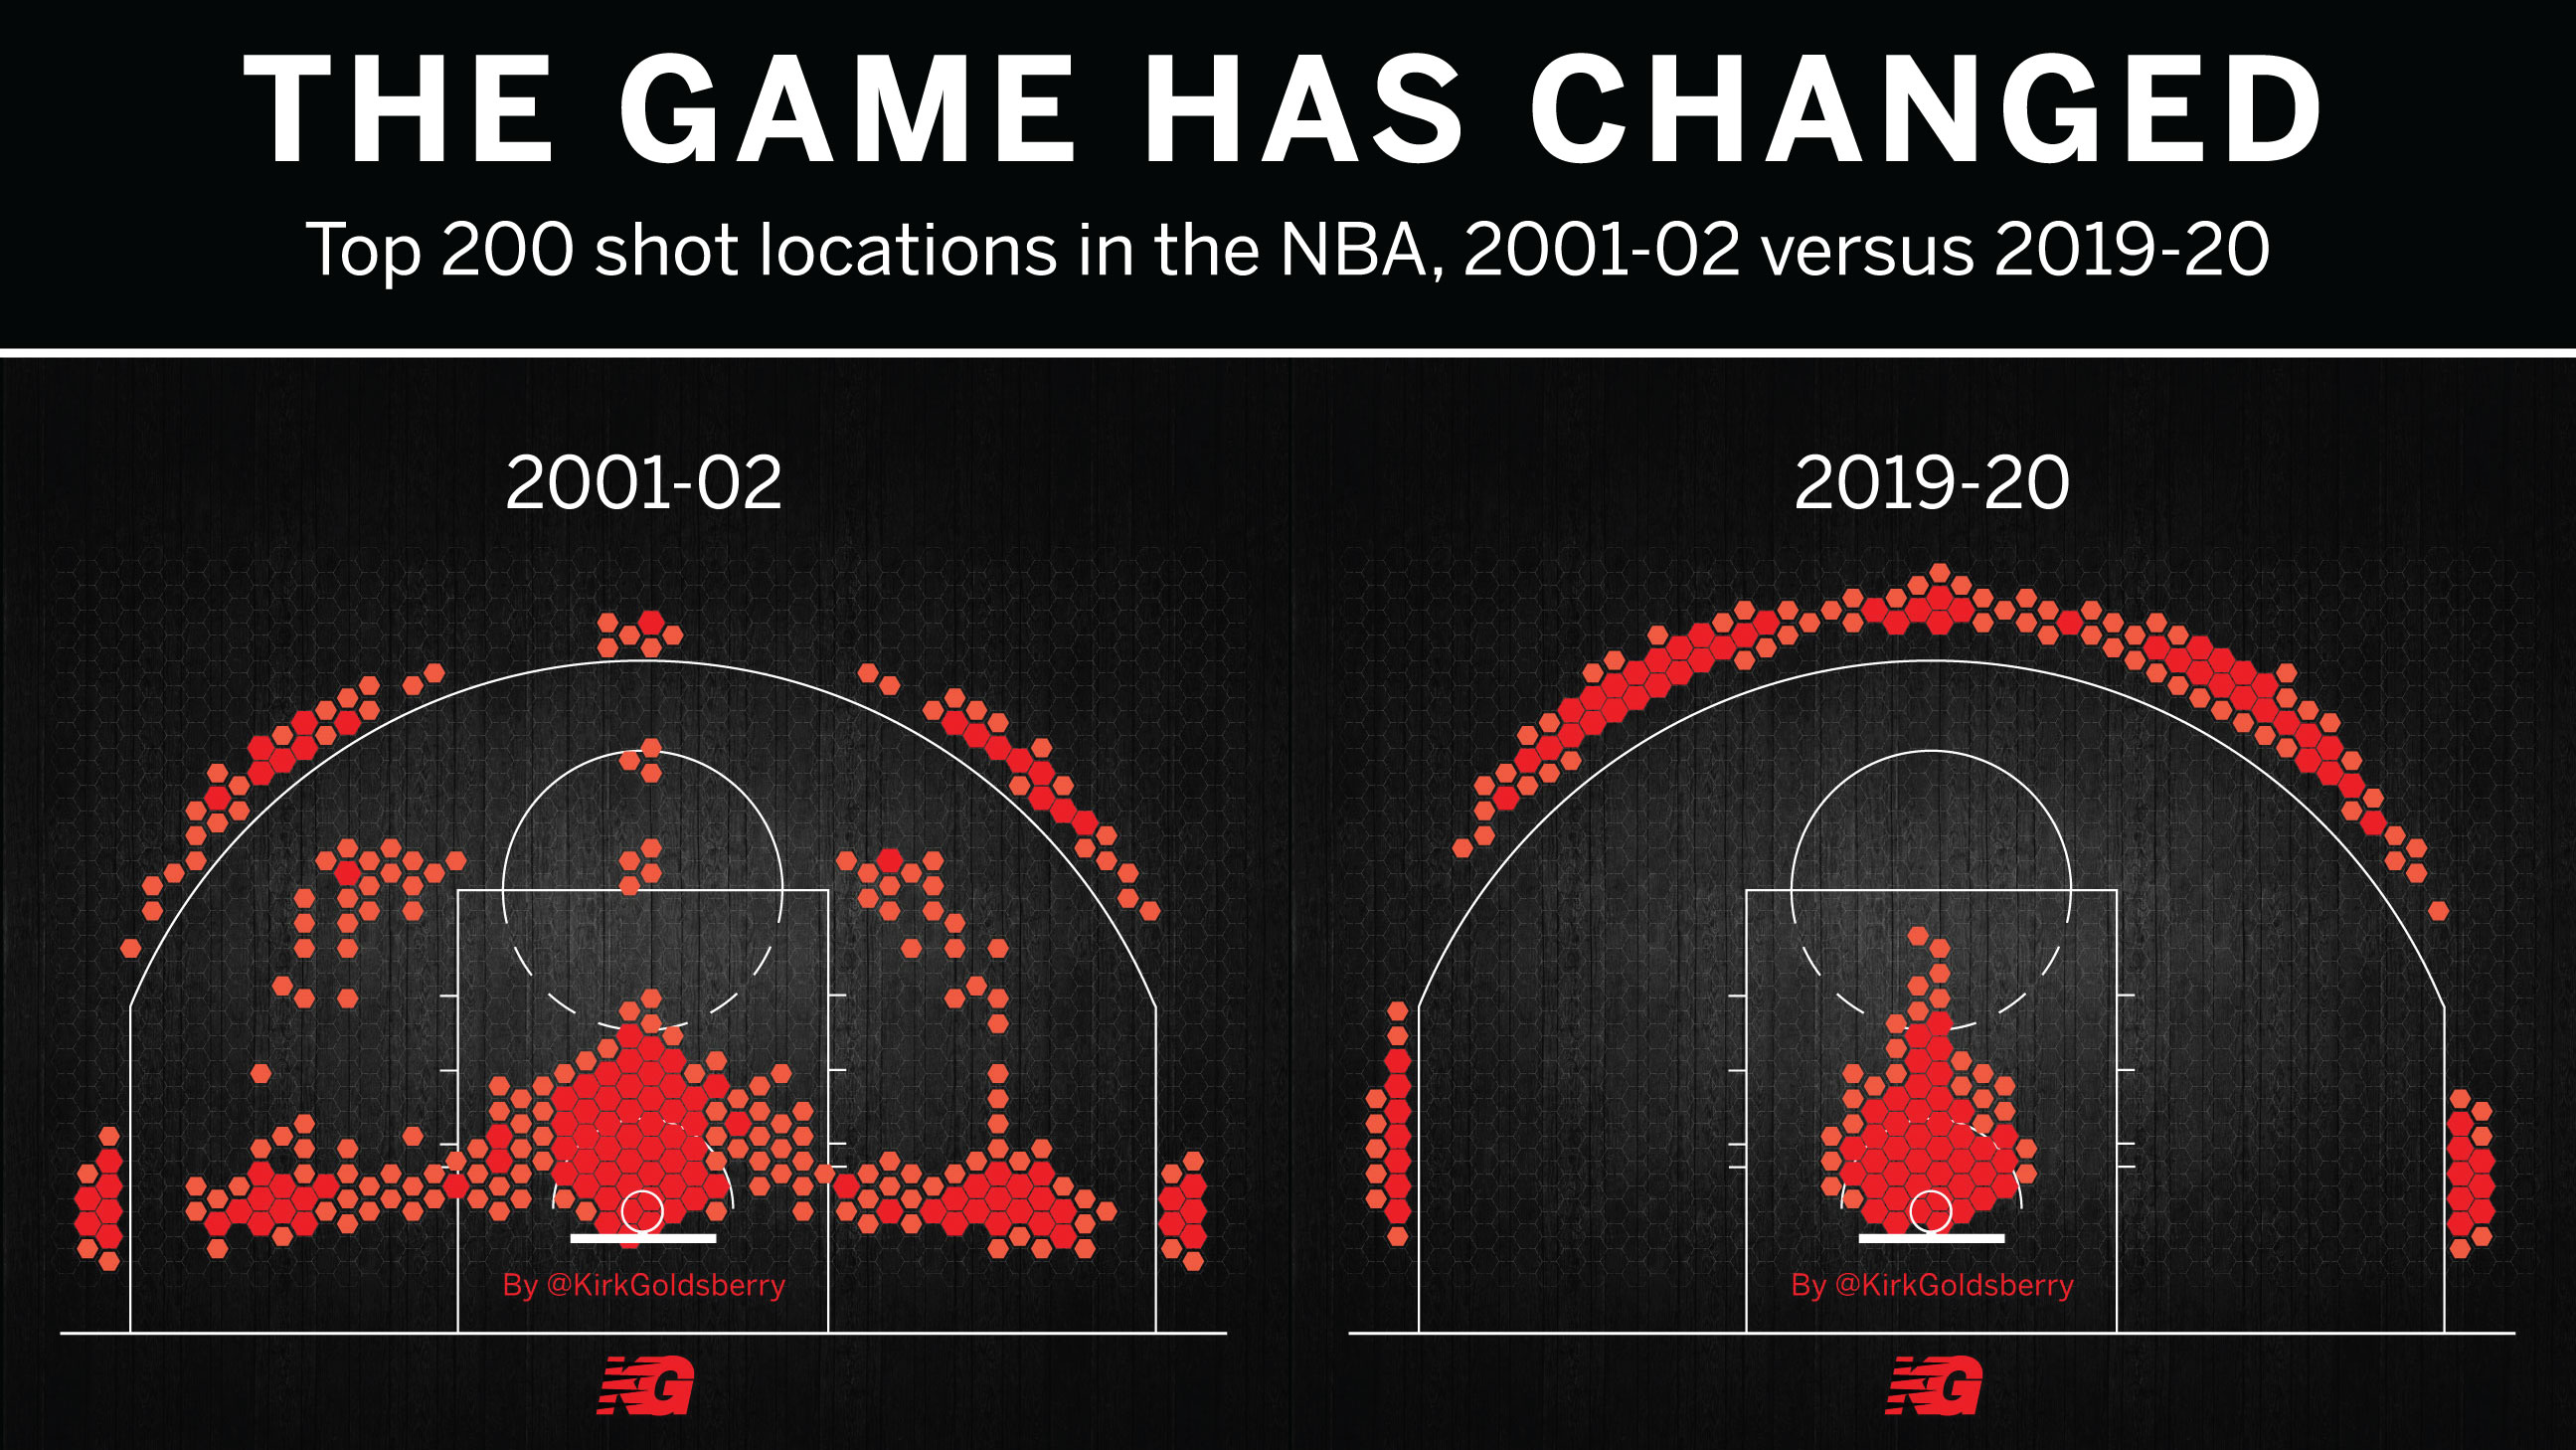 THE GAME HAS CHANGED
Top 200 shot locations in the NBA, 2001-02 versus 2019-20
2001-02
2019-20
By @KirkGoldsberry
By @KirkGoldsberry
KG
KG